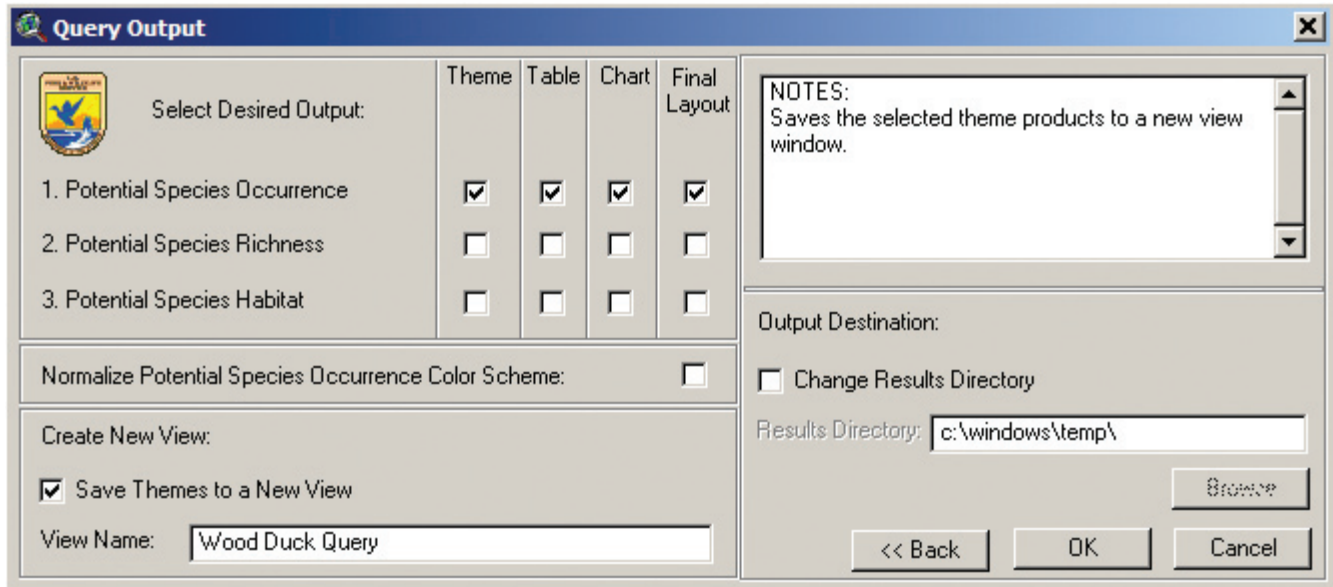 Query Output
Select Desired Output:
Theme Table Chart Final Layout
1. Potential Species Occurrence
2. Potential Species Richness
3. Potential Species Habitat
Normalize Potential Species Occurrence Color Scheme:
Create New View:
Save Themes to a New View
View Name: Wood Duck Query
NOTES:
Saves the selected theme products to a new view
window.
Output Destination:
Change Results Directory
Results Directory: c:\windows\temp\
Browse
<< Back OK Cancel